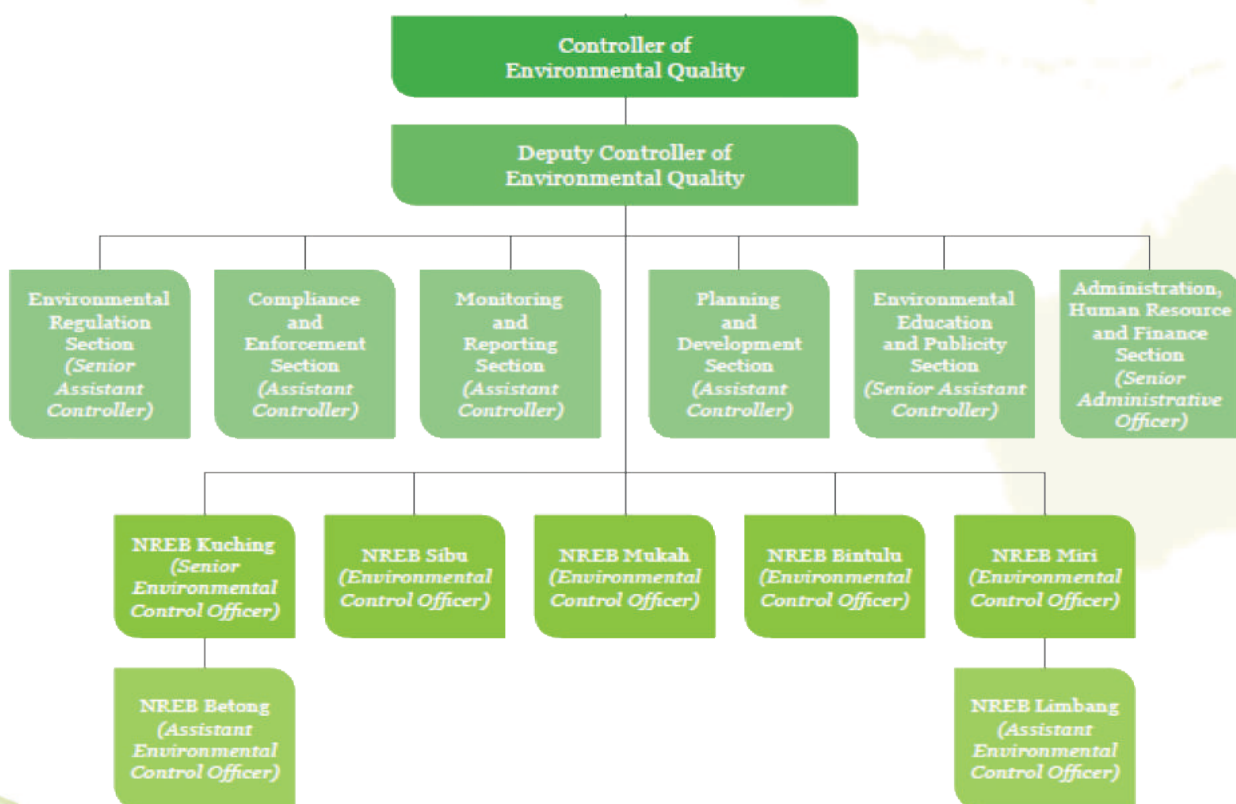 Controller of
Environmental Quality
Deputy Controller of
Environmental Quality
Environmental
Regulation
Section
(Senior
Assistant
Controller)
Compliance
and
Enforcement
Section
(Assistant
Controller)
Monitoring
and
Reporting
Section
(Assistant
Controller)
Planning
and
Development
Section
(Assistant
Controller)
Environmental
Education
and Publicity
Section
(Senior Assistant
Controller)
Administration,
Human Resource
and Finance
Section
(Senior
Administrative
Officer)
NREB Kuching
(Senior
Environmental
Control Officer)
NREB Sibu
(Environmental
Control Officer)
NREB Mukah
(Environmental
Control Officer)
NREB Bintulu
(Environmental
Control Officer)
NREB Miri
(Environmental
Control Officer)
NREB Betong
(Assistant
Environmental
Control Officer)
NREB Limbang
(Assistant
Environmental
Control Officer)